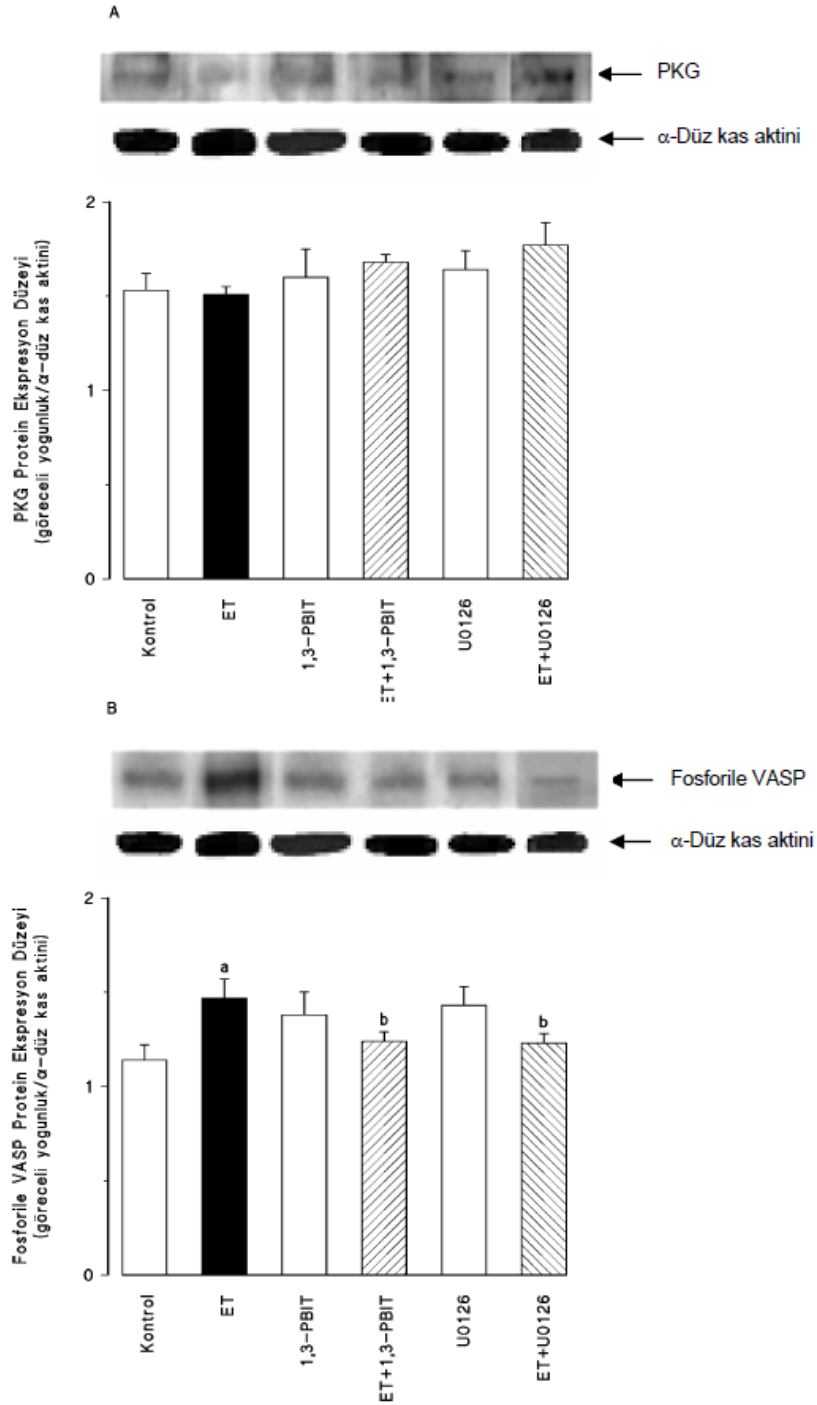 A
PKG
α-Düz kas aktini
PKG Protein Ekspresyon Düzeyi
(göreceli yogunluk/α-düz kas aktini)
2
1
0
Kontrol
ET
1,3-PBIT
ET+1,3-PBIT
U0126
ET+U0126
B
Fosforile VASP
α-Düz kas aktini
Fosforile VASP Protein Ekspresyon Düzeyi
(göreceli yogunluk/α-düz kas aktini)
2
1
0
a
b
b
Kontrol
ET
1,3-PBIT
ET+1,3-PBIT
U0126
ET+U0126